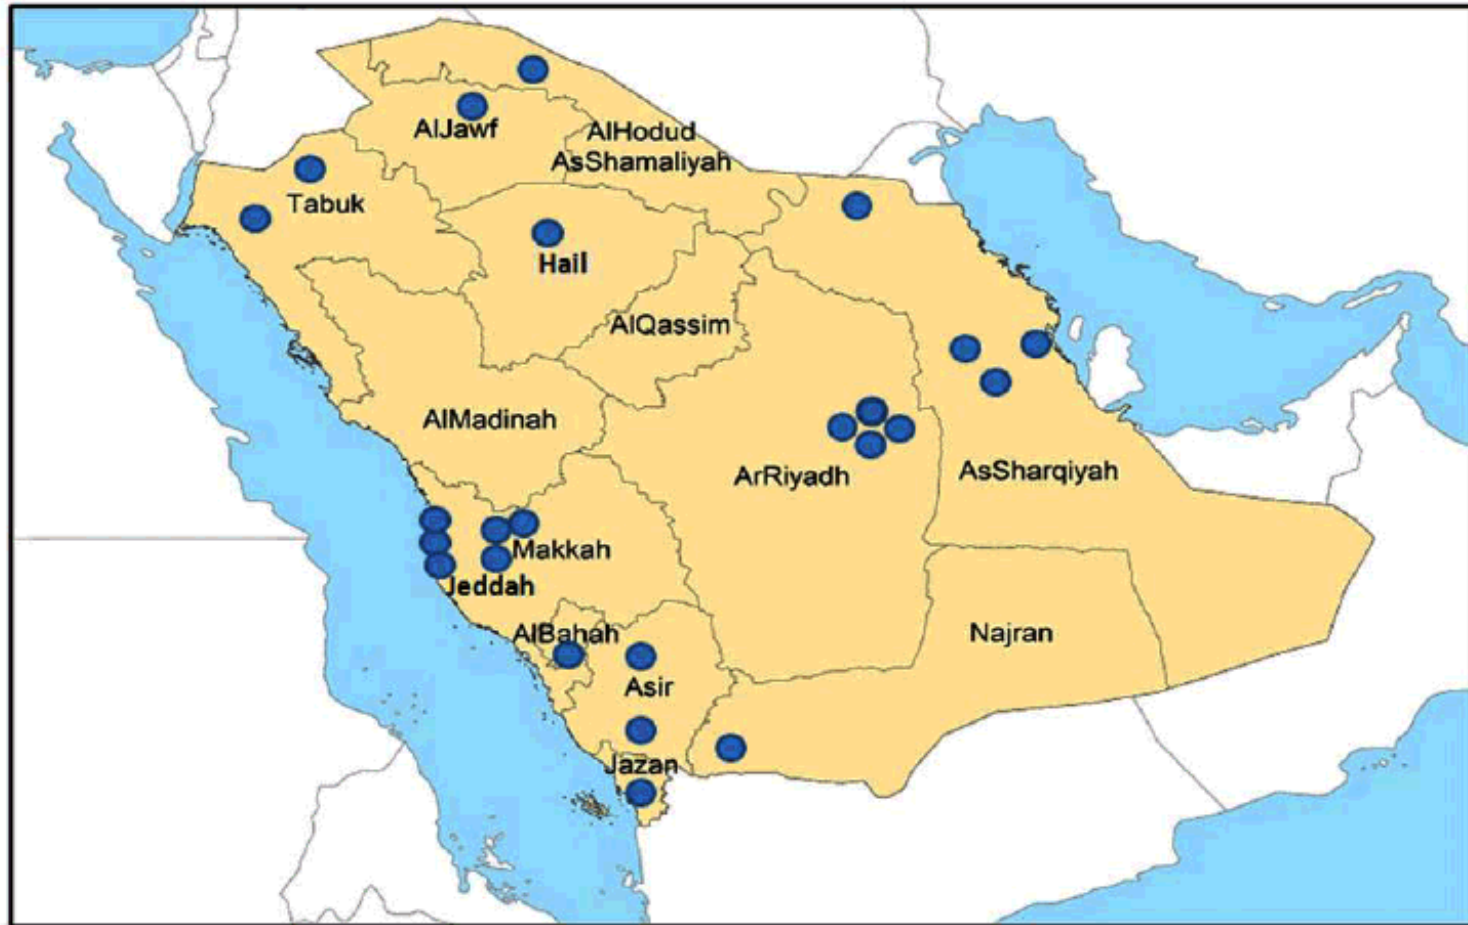 AlJawf
AlHodud
AsShamaliyah
Tabuk
Hail
AlQassim
AlMadinah
ArRiyadh
AsSharqiyah
Makkah
Jeddah
AlBahah
Najran
Asir
Jazan